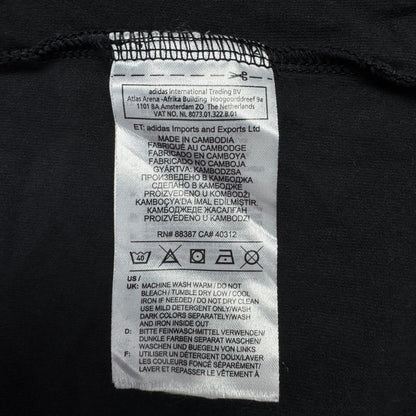 adidas International Trading BV
Atlas Arena -Afrika Building Hoogoorddreef 9a
1101 BA Amsterdam ZO The Netherlands
VAT NO. NL 8073.01.322.B.01
ET: adidas Imports and Exports Ltd
MADE IN CAMBODIA
FABRIQUÉ AU CAMBODGE
FABRICADO EN CAMBOYA
FABRICADO NO CAMBOJA
GYÁRTVA: KAMBODZSA
ПРОИЗВЕДЕНО В КАМБОДЖА
СДЕЛАНО В КАМБОДЖЕ
PROIZVEDENO U KOMBODŽI
KAMBOÇYA'DA IMAL EDİLMİŞTİR.
КАМБОДЖЕДЕ ЖАСАЛҒАН
PROIZVEDENO U KAMBODŽI
RN# 88387 CA# 40312
40
US /
UK: MACHINE WASH WARM / DO NOT
BLEACH / TUMBLE DRY LOW / COOL
IRON IF NEEDED / DO NOT DRY CLEAN
USE MILD DETERGENT ONLY/WASH
DARK COLORS SEPARATELY/WASH
AND IRON INSIDE OUT
D: BITTE FEINWASCHMITTEL VERWENDEN/
DUNKLE FARBEN SEPARAT WASCHEN/
WASCHEN UND BUEGELN VON LINKS
F: UTILISER UN DÉTERGENT DOUX/LAVER
LES COULEURS FONCÉES SÉPARÉMENT/
LAVER ET REPASSER LE VÊTEMENT À